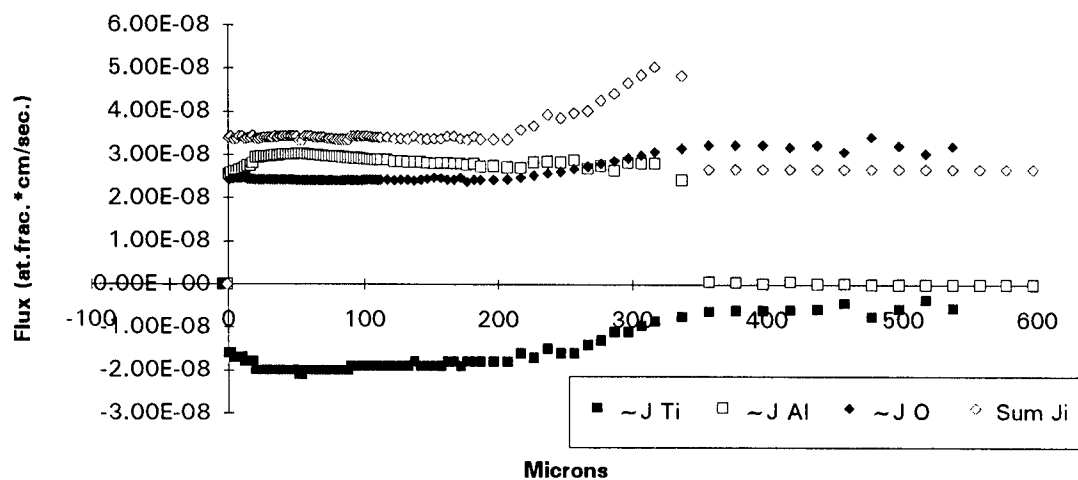 6.00E-08
5.00E-08
4.00E-08
3.00E-08
2.00E-08
1.00E-08
0.00E+00
-1.00E-08
-2.00E-08
-3.00E-08
-100 0 100 200 300 400 500 600
Flux (at.frac.*cm/sec.)
~J Ti ~J Al ~J O Sum Ji
Microns